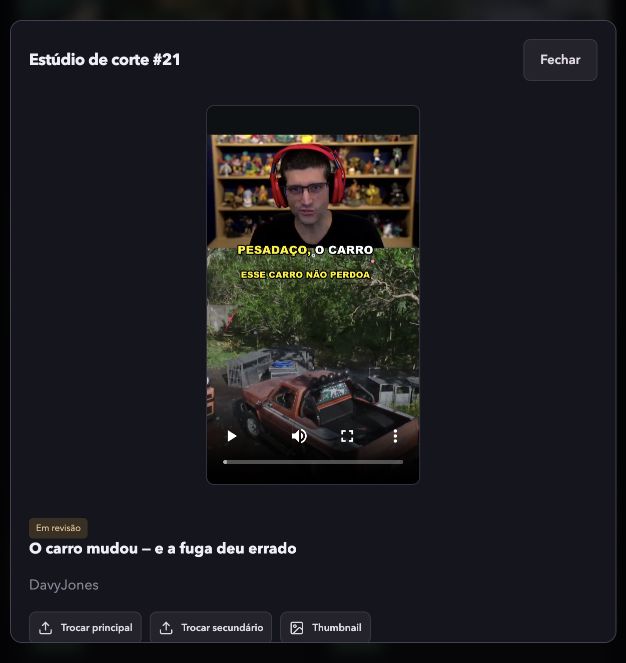 Estúdio de corte #21
Fechar
PESADAÇO, O CARRO
ESSE CARRO NÃO PERDOA
Em revisão
O carro mudou — e a fuga deu errado
DavyJones
Trocar principal
Trocar secundário
Thumbnail